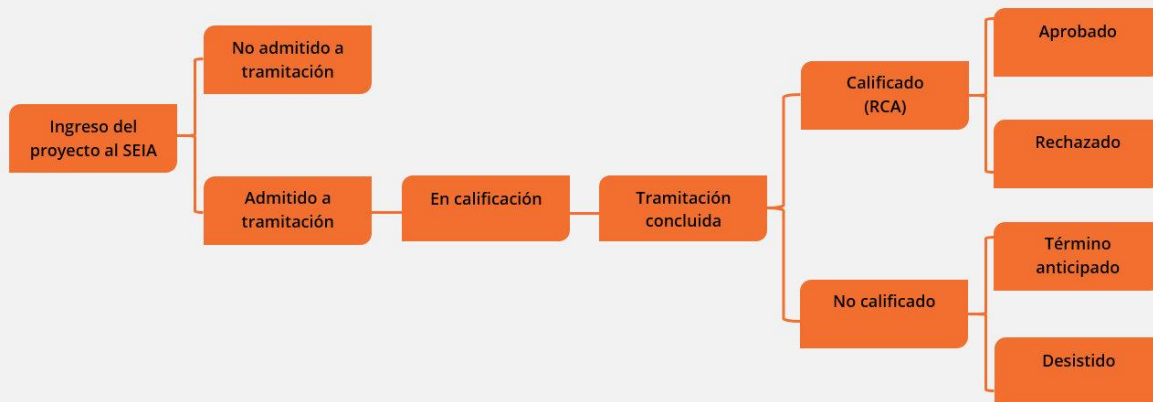 Ingreso del
proyecto al SEIA
No admitido a
tramitación
Admitido a
tramitación
En calificación
Tramitación
concluida
Calificado
(RCA)
No calificado
Aprobado
Rechazado
Término
anticipado
Desistido